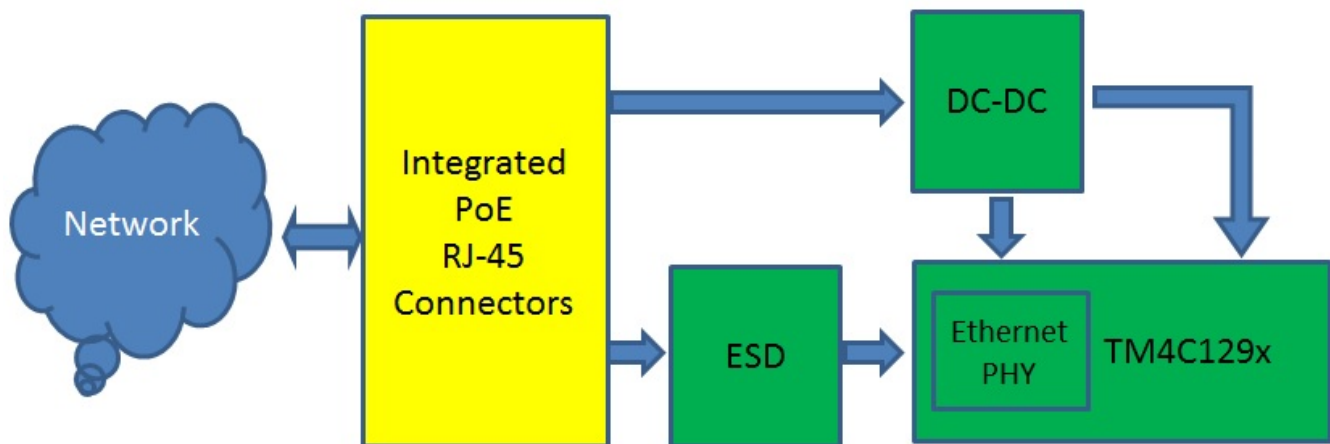 Network
Integrated
PoE
RJ-45
Connectors
DC-DC
ESD
Ethernet
PHY
TM4C129x